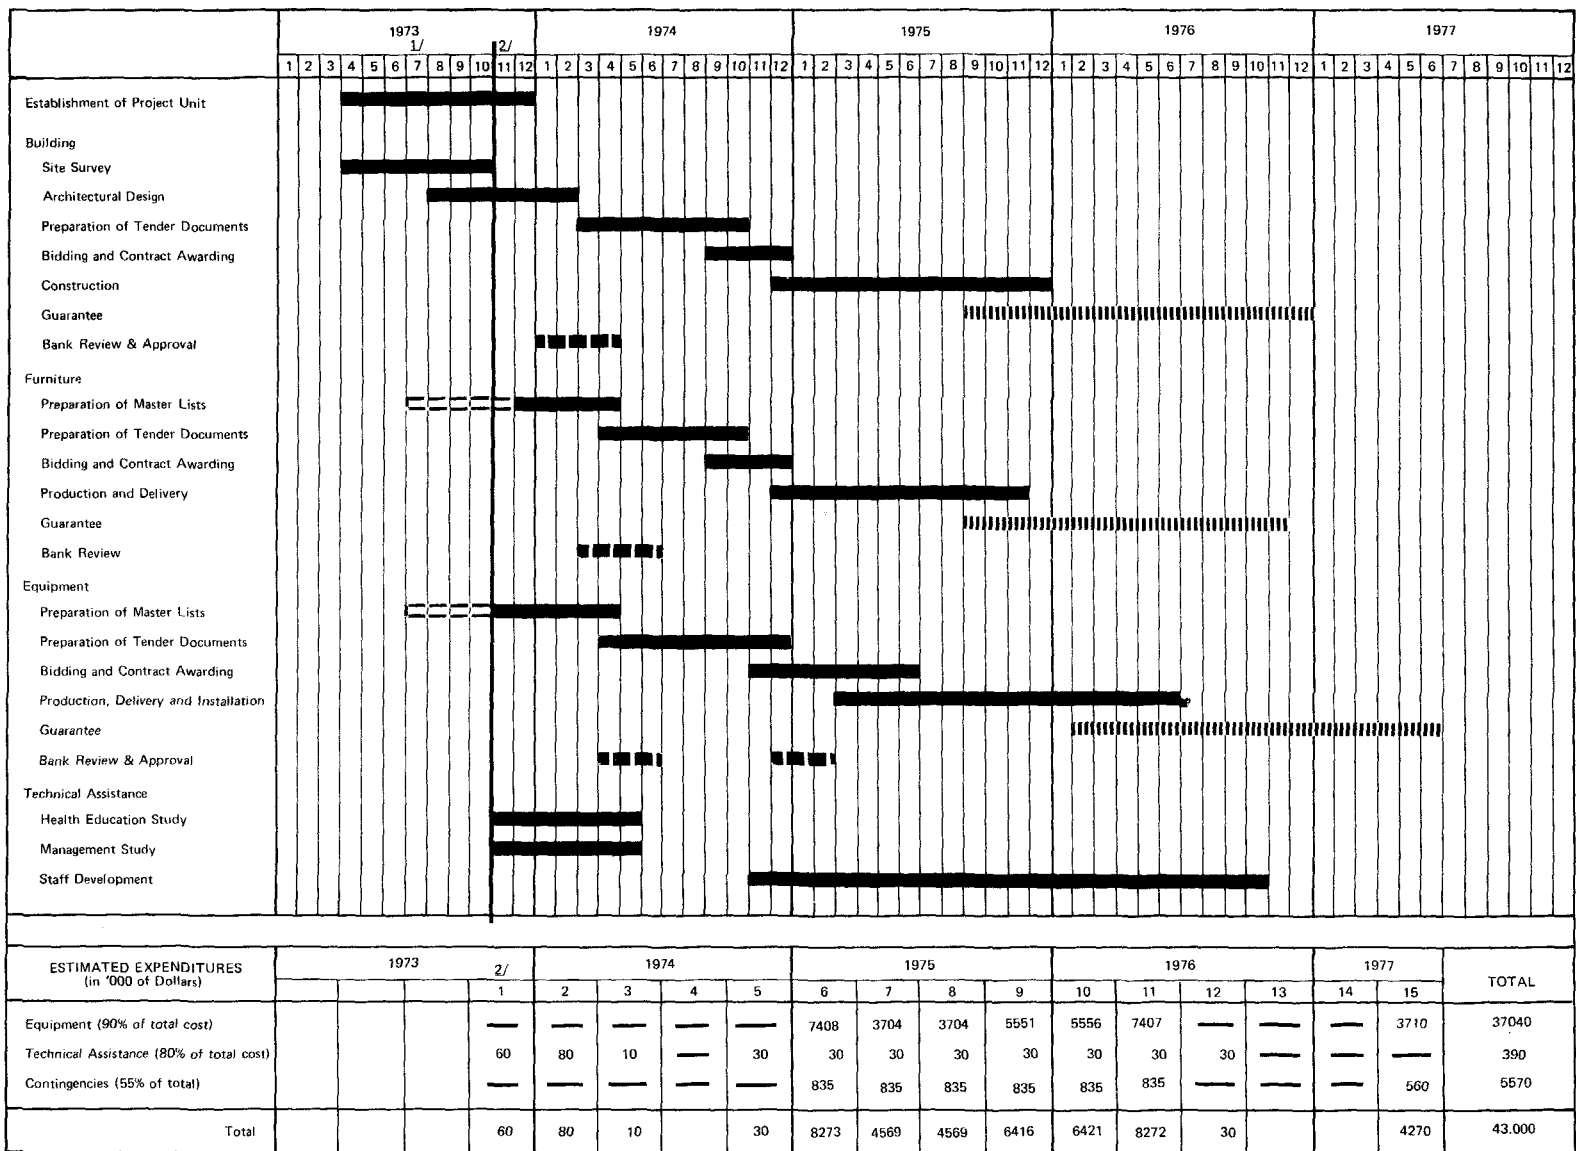 1973 1974 1975 1976 1977
1/ 2/
1 2 3 4 5 6 7 8 9 10 11 12 1 2 3 4 5 6 7 8 9 10 11 12 1 2 3 4 5 6 7 8 9 10 11 12 1 2 3 4 5 6 7 8 9 10 11 12 1 2 3 4 5 6 7 8 9 10 11 12
Establishment of Project Unit
Building
Site Survey
Architectural Design
Preparation of Tender Documents
Bidding and Contract Awarding
Construction
Guarantee
Bank Review & Approval
Furniture
Preparation of Master Lists
Preparation of Tender Documents
Bidding and Contract Awarding
Production and Delivery
Guarantee
Bank Review
Equipment
Preparation of Master Lists
Preparation of Tender Documents
Bidding and Contract Awarding
Production, Delivery and Installation
Guarantee
Bank Review & Approval
Technical Assistance
Health Education Study
Management Study
Staff Development
ESTIMATED EXPENDITURES 1973 2/ 1974 1975 1976 1977 TOTAL
(in '000 of Dollars) 1 2 3 4 5 6 7 8 9 10 11 12 13 14 15
Equipment (90% of total cost) — — — — — 7408 3704 3704 5551 5556 7407 — — — 3710 37040
Technical Assistance (80% of total cost) 60 80 10 — 30 30 30 30 30 30 30 30 — — — 390
Contingencies (55% of total) — — — — — 835 835 835 835 835 835 — — — 560 5570
Total 60 80 10 30 8273 4569 4569 6416 6421 8272 30 4270 43.000